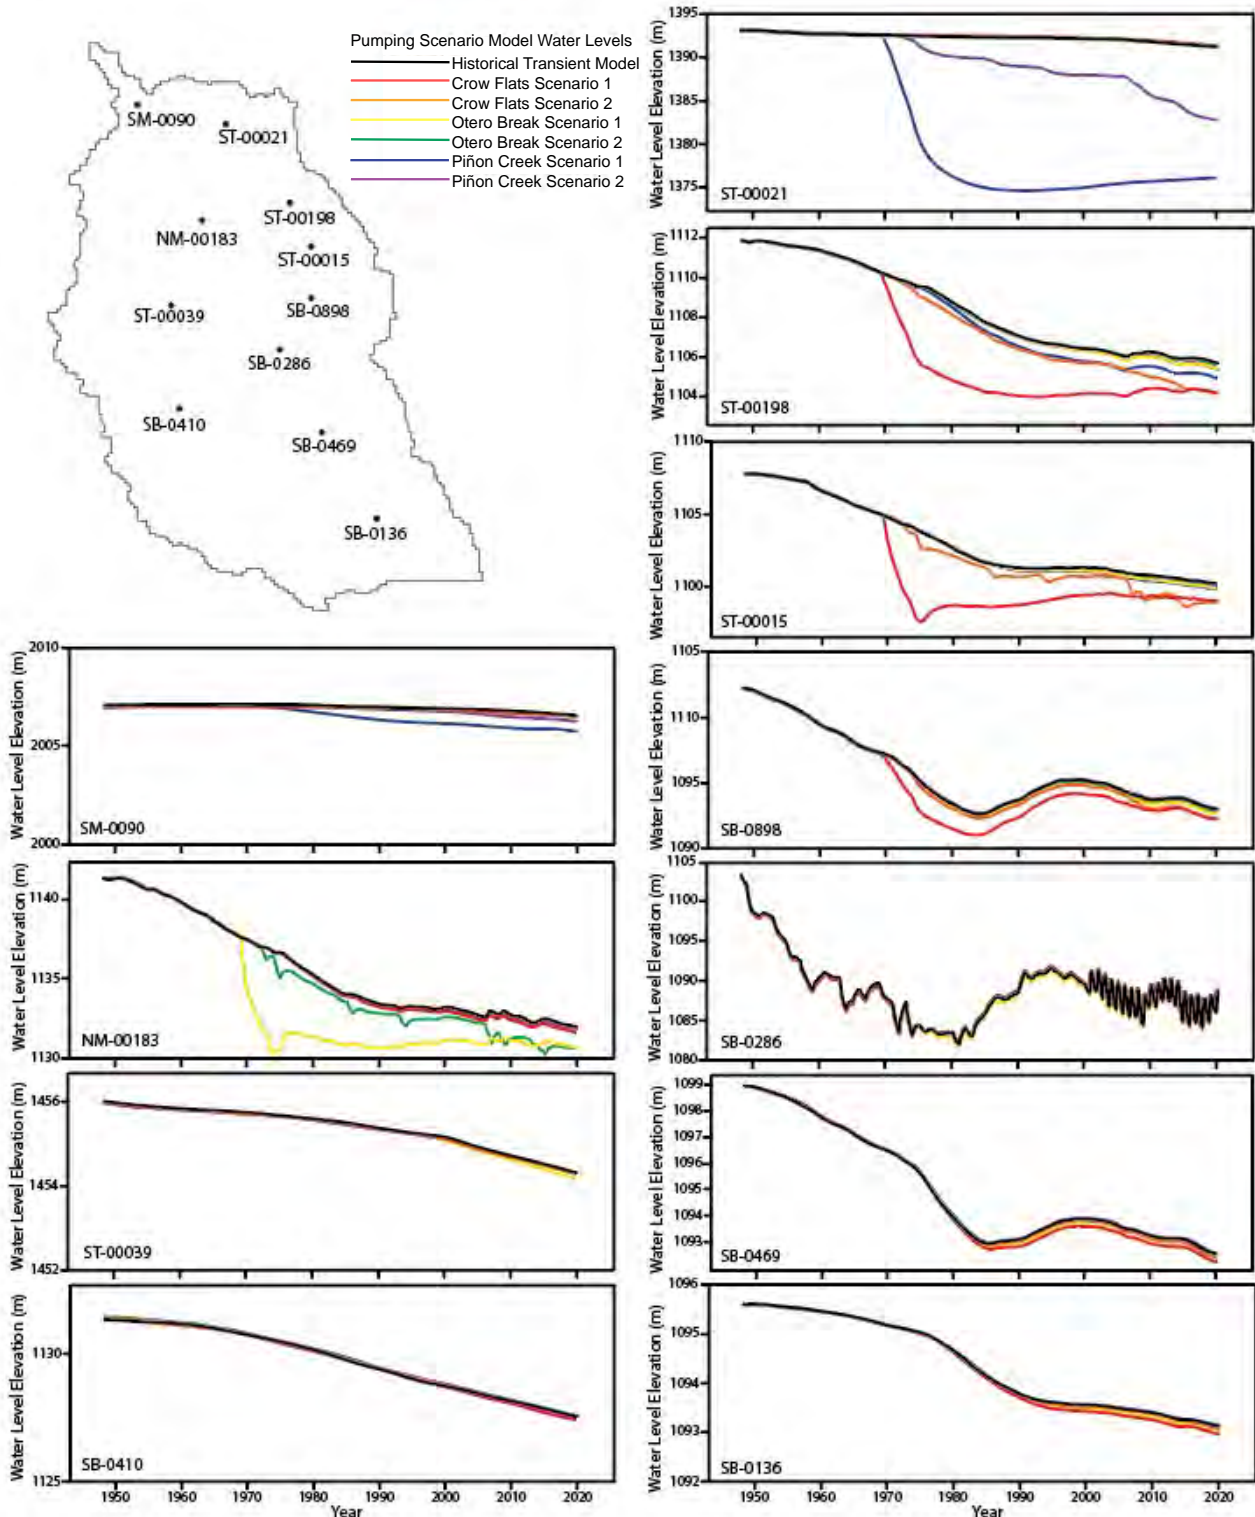 Pumping Scenario Model Water Levels
Historical Transient Model
Crow Flats Scenario 1
Crow Flats Scenario 2
Otero Break Scenario 1
Otero Break Scenario 2
Piñon Creek Scenario 1
Piñon Creek Scenario 2
SM-0090
ST-00021
ST-00198
NM-00183
ST-00015
ST-00039
SB-0898
SB-0286
SB-0410
SB-0469
SB-0136
Water Level Elevation (m)
1395
1390
1385
1380
1375
ST-00021
Water Level Elevation (m)
1112
1110
1108
1106
1104
ST-00198
Water Level Elevation (m)
1110
1105
1100
ST-00015
Water Level Elevation (m)
2010
2005
2000
SM-0090
Water Level Elevation (m)
1105
1110
1095
1090
SB-0898
Water Level Elevation (m)
1140
1135
1130
NM-00183
Water Level Elevation (m)
1105
1100
1095
1090
1085
1080
SB-0286
Water Level Elevation (m)
1456
1454
1452
ST-00039
Water Level Elevation (m)
1099
1098
1097
1096
1095
1094
1093
SB-0469
Water Level Elevation (m)
1130
1125
SB-0410
1950 1960 1970 1980 1990 2000 2010 2020
Year
Water Level Elevation (m)
1096
1095
1094
1093
1092
SB-0136
1950 1960 1970 1980 1990 2000 2010 2020
Year